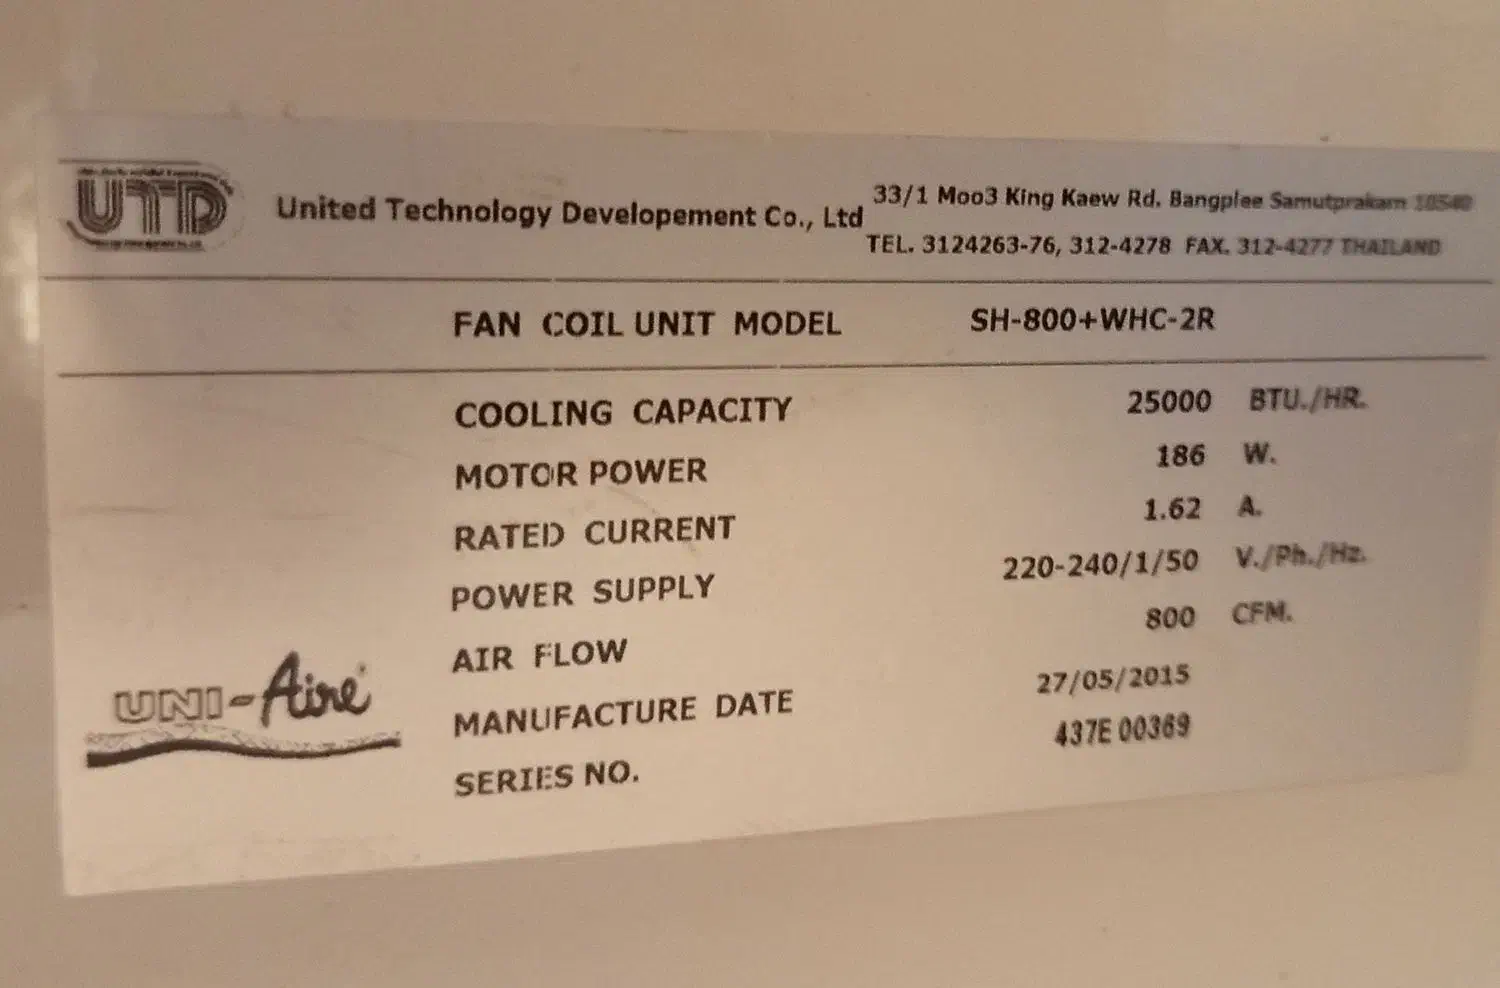 UTD
United Technology Developement Co., Ltd
33/1 Moo3 King Kaew Rd. Bangplee Samutprakarn 10540
TEL. 3124263-76, 312-4278 FAX. 312-4277 THAILAND
FAN COIL UNIT MODEL SH-800+WHC-2R
COOLING CAPACITY 25000 BTU./HR.
MOTOR POWER 186 W.
RATED CURRENT 1.62 A.
POWER SUPPLY 220-240/1/50 V./Ph./Hz.
AIR FLOW 800 CFM.
MANUFACTURE DATE 27/05/2015
SERIES NO. 437E 00369
UNI-Aire